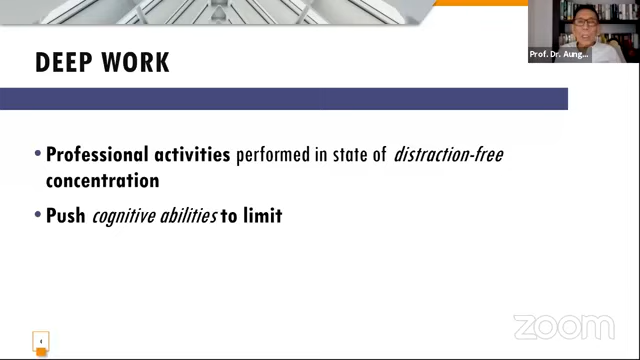 Prof. Dr. Aung...
DEEP WORK
• Professional activities performed in state of distraction-free
concentration
• Push cognitive abilities to limit
4
zoom